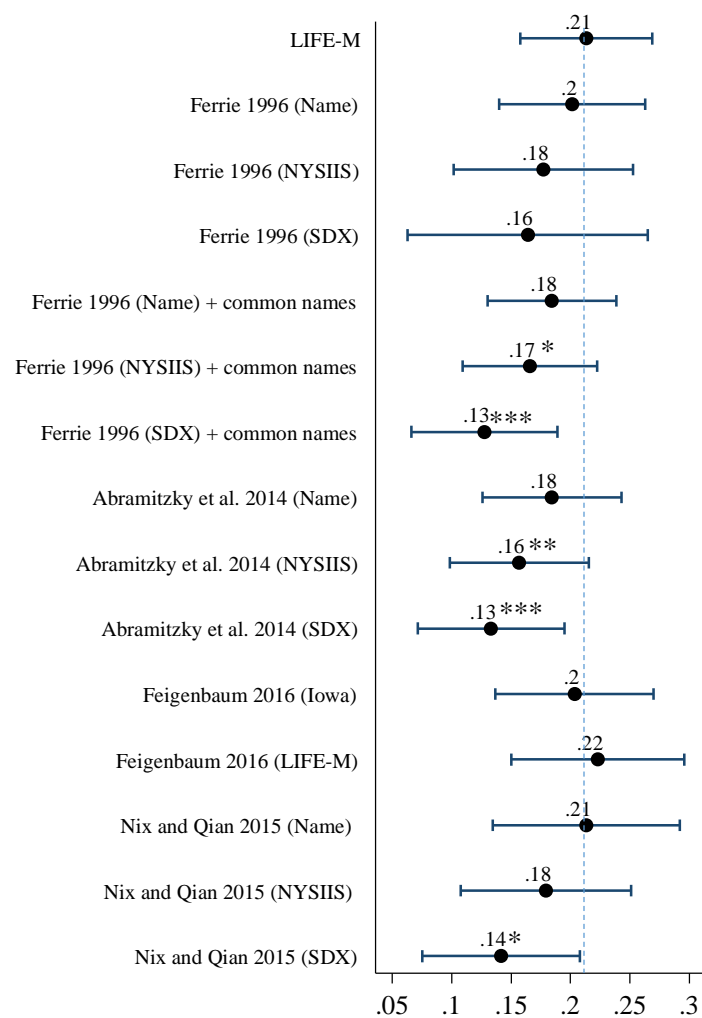 LIFE-M .21
Ferrie 1996 (Name) .2
Ferrie 1996 (NYSIIS) .18
Ferrie 1996 (SDX) .16
Ferrie 1996 (Name) + common names .18
Ferrie 1996 (NYSIIS) + common names .17 *
Ferrie 1996 (SDX) + common names .13***
Abramitzky et al. 2014 (Name) .18
Abramitzky et al. 2014 (NYSIIS) .16 **
Abramitzky et al. 2014 (SDX) .13 ***
Feigenbaum 2016 (Iowa) .2
Feigenbaum 2016 (LIFE-M) .22
Nix and Qian 2015 (Name) .21
Nix and Qian 2015 (NYSIIS) .18
Nix and Qian 2015 (SDX) .14*
.05 .1 .15 .2 .25 .3